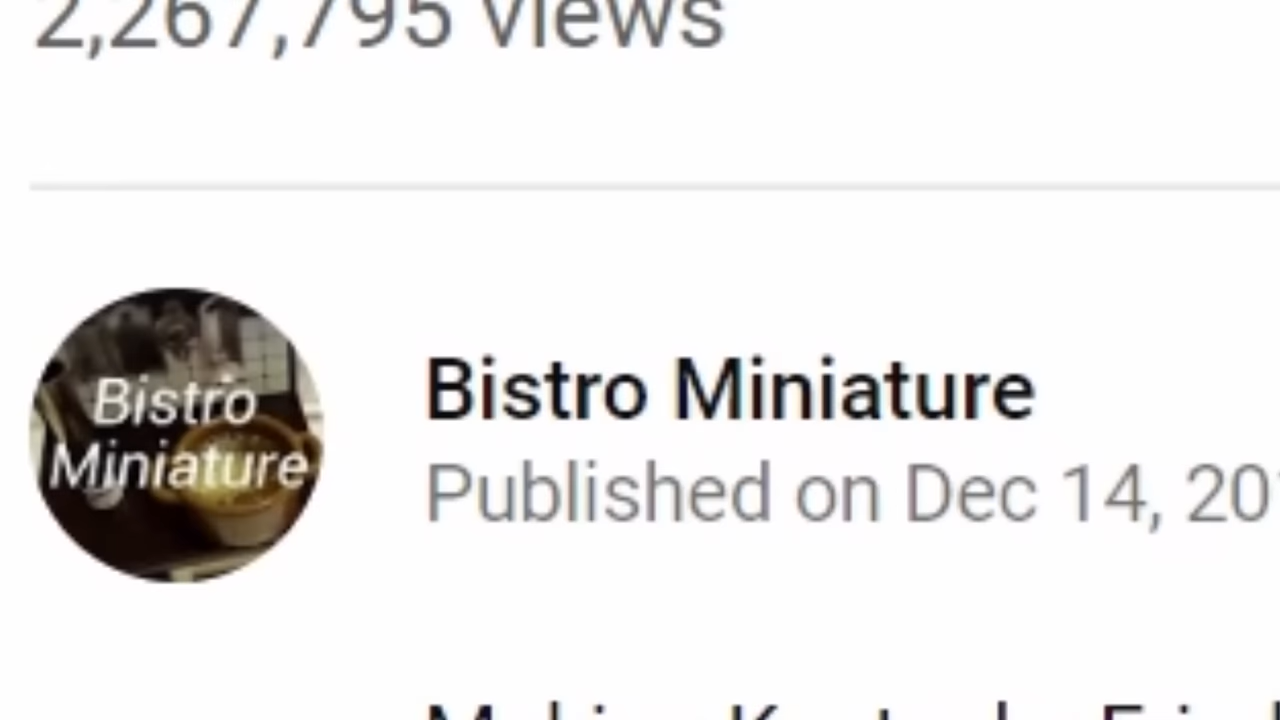 2,267,795 views
Bistro
Miniature
Bistro Miniature
Published on Dec 14, 20